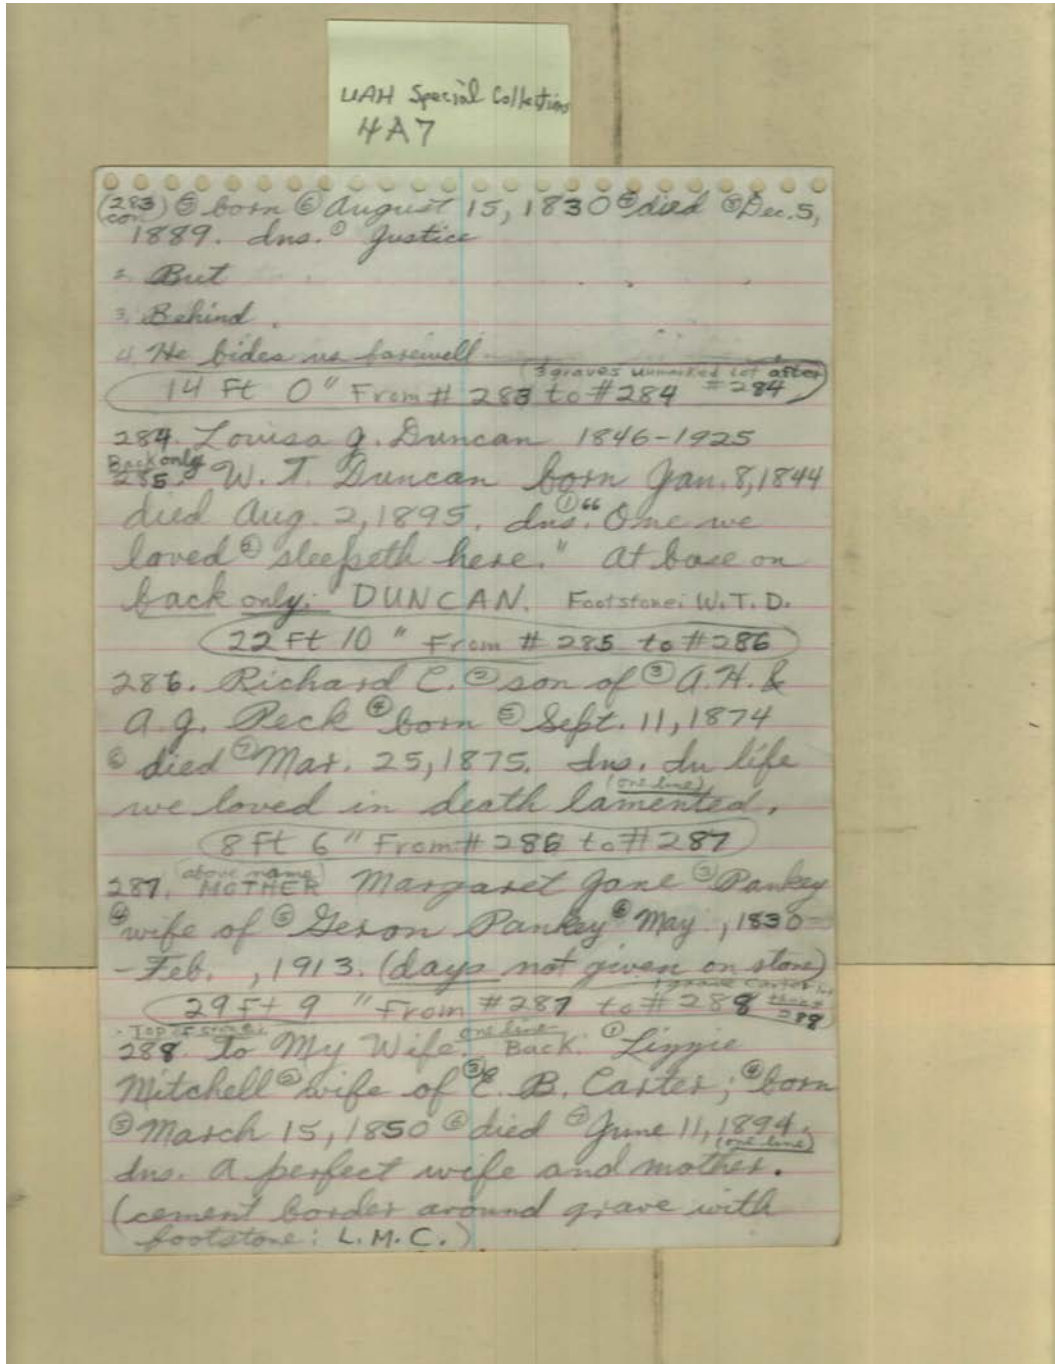 UAH Special Collections
4A7
(283 con) ⑤ born ⑥ August 15, 1830 ⑦ died ⑧ Dec. 5,
1889. Ins. ① Justice
2. But
3. Behind.
4. He bides us farewell
(3 graves unmarked lot after #284)
14 Ft 0" From # 283 to # 284
284. Louisa J. Duncan 1846-1925
Back only
285. W. T. Duncan born Jan. 8, 1844
died Aug. 2, 1895. Ins. ① "One we
loved ② sleepeth here." At base on
back only: DUNCAN. Footstone: W.T.D.
22 Ft 10" From # 285 to # 286
286. Richard C. ② son of ③ A.H. &
A.J. Peck ④ born ⑤ Sept. 11, 1874
⑥ died ⑦ Mar. 25, 1875. Ins. In life
(one line)
we loved in death lamented.
8 Ft 6" From # 286 to # 287
(above name)
287. MOTHER Margaret Jane ③ Pankey
④ wife of ⑤ Geron Pankey ⑥ May , 1830
- Feb. , 1913. (days not given on stone)
29 Ft 9" From # 287 to # 288
Top of stone: one line
288. To My Wife. Back: ① Lizzie
Mitchell ② wife of ③ E. B. Carter; ④ born
⑤ March 15, 1850 ⑥ died ⑦ June 11, 1894.
(one line)
Ins. A perfect wife and mother.
(cement border around grave with
footstone: L.M.C.)